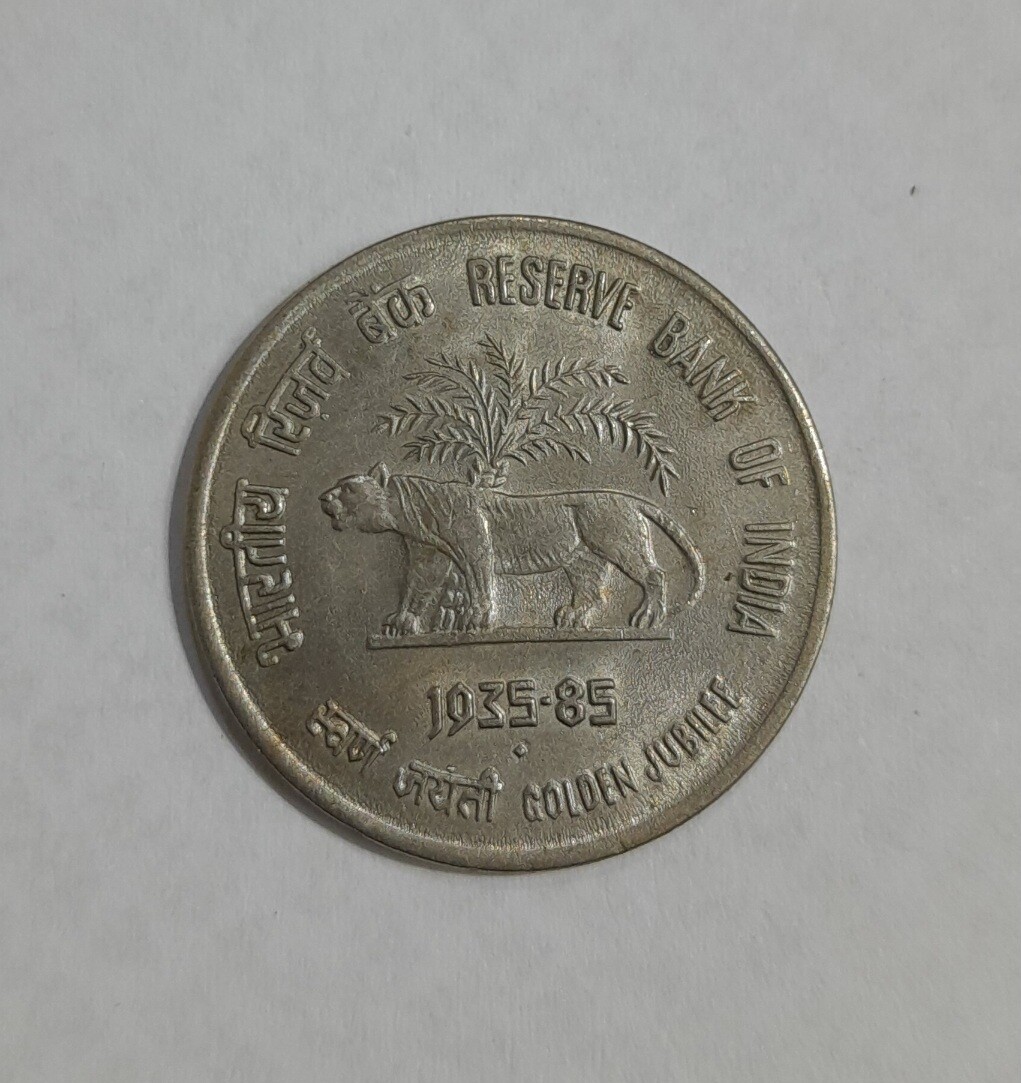 भारतीय रिज़र्व बैंक RESERVE BANK OF INDIA
1935·85
स्वर्ण जयंती GOLDEN JUBILEE